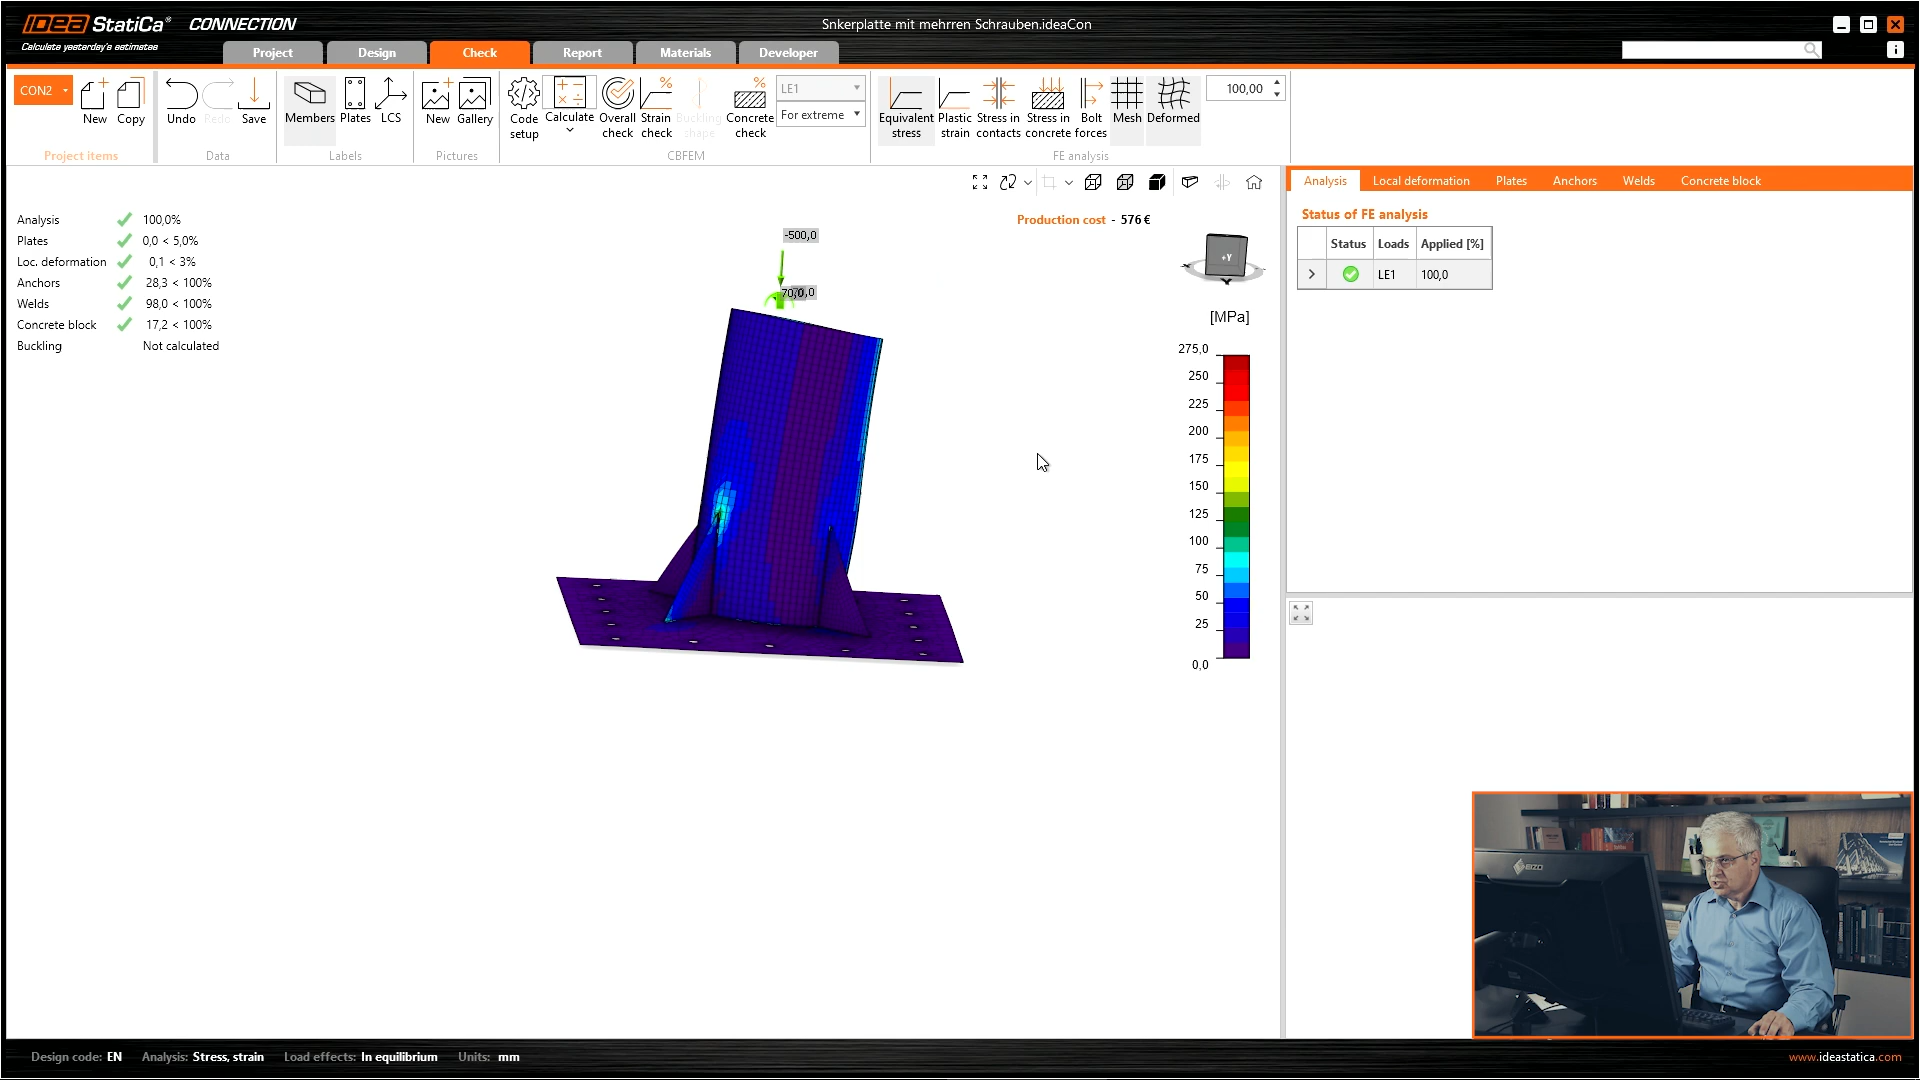 IDEA StatiCa® CONNECTION
Calculate yesterday's estimates
Snkerplatte mit mehrren Schrauben.ideaCon
Project Design Check Report Materials Developer
CON2 New Copy
Project items
Undo Redo Save
Data
Members Plates LCS
Labels
New Gallery
Pictures
Code setup Calculate Overall check Strain check Buckling shape Concrete check
LE1
For extreme
CBFEM
Equivalent stress Plastic strain Stress in contacts Stress in concrete Bolt forces Mesh Deformed
100,00
FE analysis
Analysis 100,0%
Plates 0,0 < 5,0%
Loc. deformation 0,1 < 3%
Anchors 28,3 < 100%
Welds 98,0 < 100%
Concrete block 17,2 < 100%
Buckling Not calculated
Production cost - 576 €
-500,0
+Y
[MPa]
275,0
250
225
200
175
150
125
100
75
50
25
0,0
Analysis Local deformation Plates Anchors Welds Concrete block
Status of FE analysis
Status Loads Applied [%]
LE1 100,0
EIZO
Design code: EN Analysis: Stress, strain Load effects: In equilibrium Units: mm
www.ideastatica.com